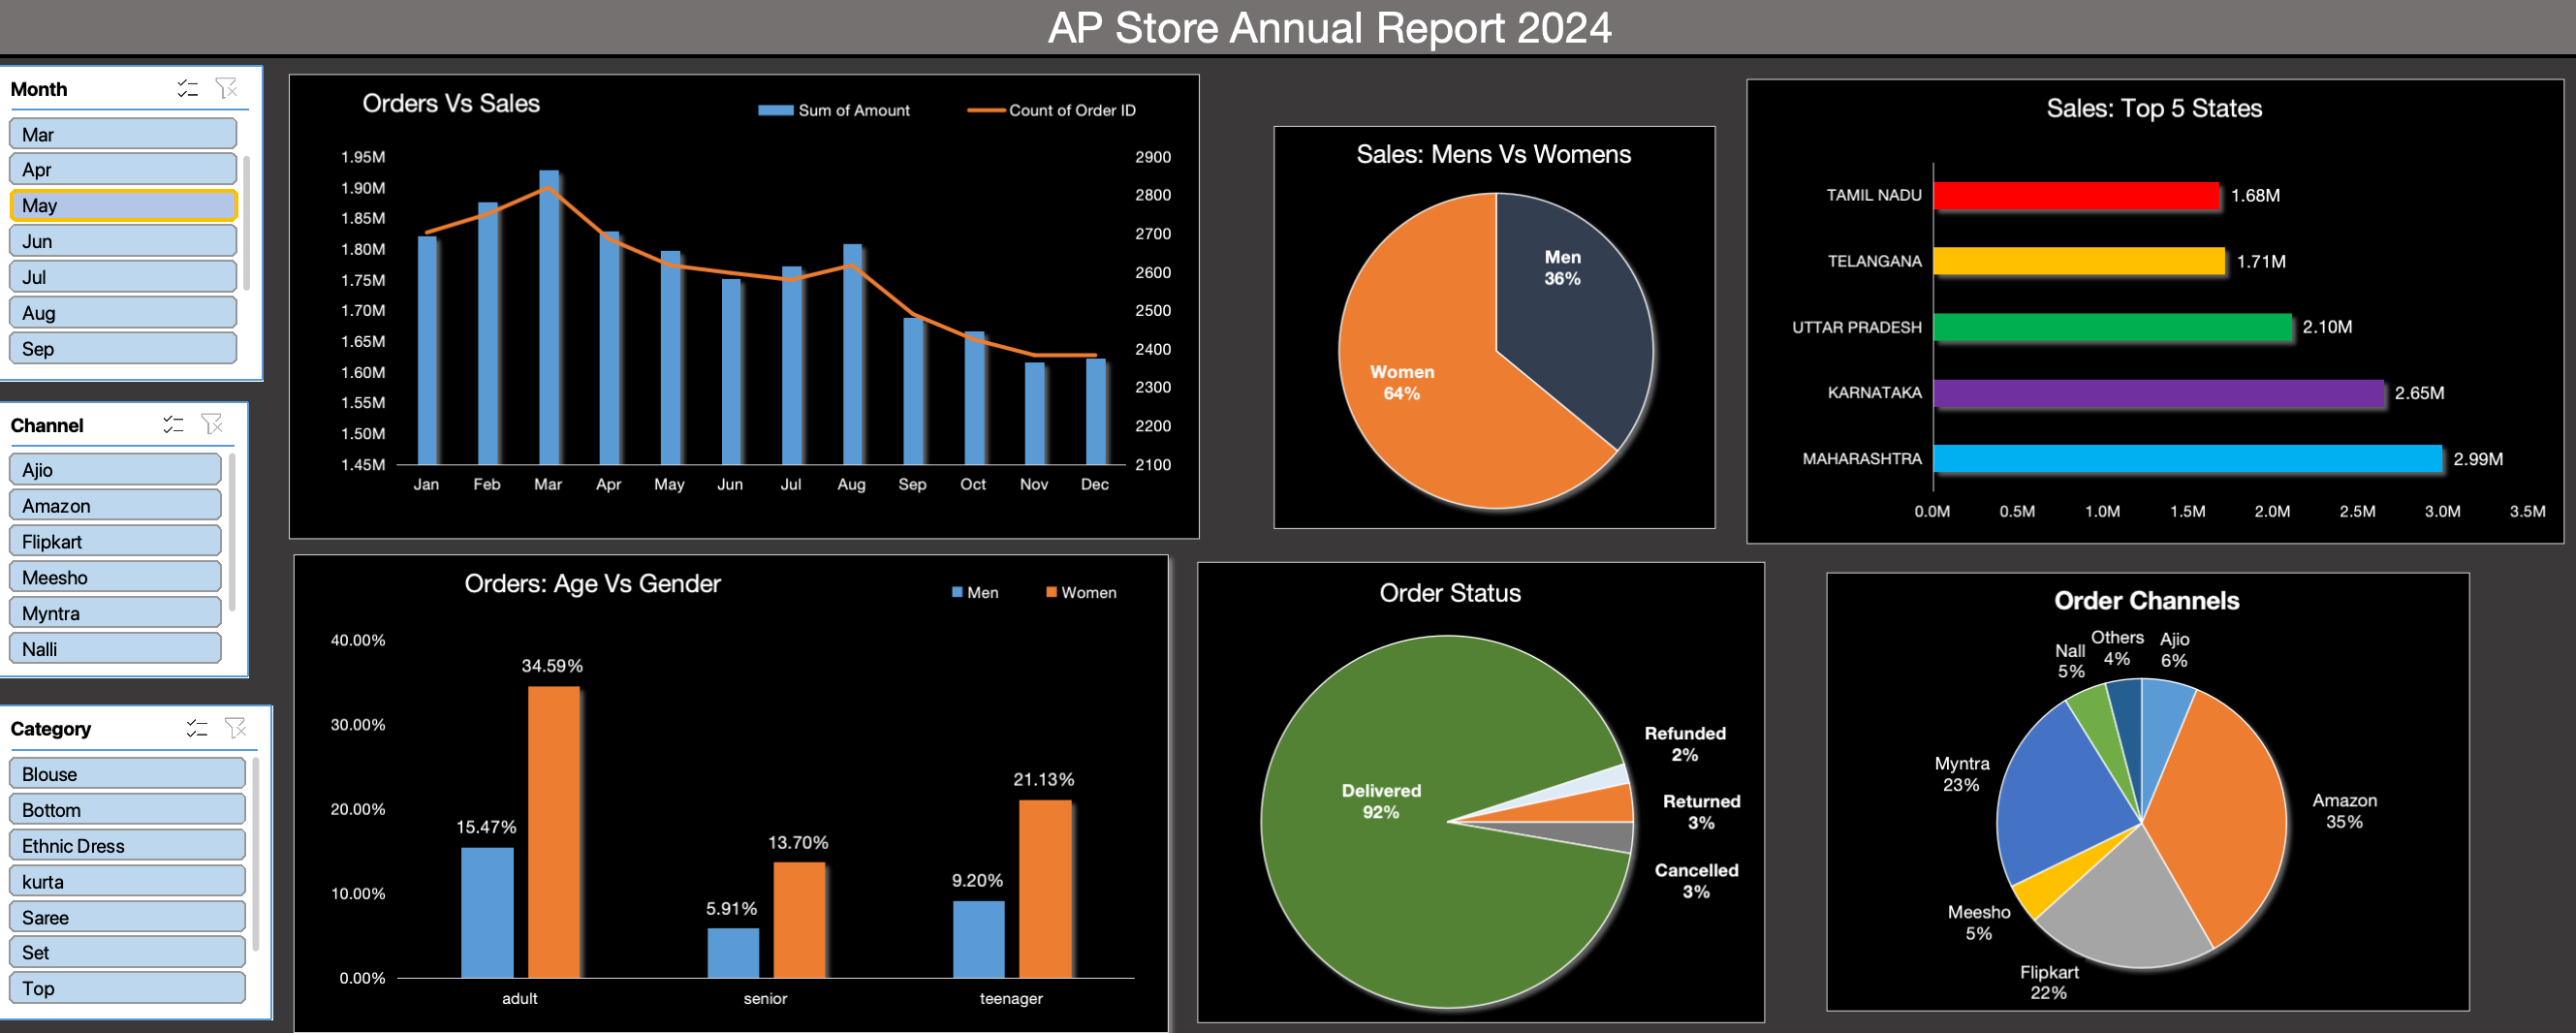 AP Store Annual Report 2024
Month
Mar
Apr
May
Jun
Jul
Aug
Sep
Channel
Ajio
Amazon
Flipkart
Meesho
Myntra
Nalli
Category
Blouse
Bottom
Ethnic Dress
kurta
Saree
Set
Top
Orders Vs Sales
Sum of Amount
Count of Order ID
1.95M
1.90M
1.85M
1.80M
1.75M
1.70M
1.65M
1.60M
1.55M
1.50M
1.45M
2900
2800
2700
2600
2500
2400
2300
2200
2100
Jan Feb Mar Apr May Jun Jul Aug Sep Oct Nov Dec
Sales: Mens Vs Womens
Men
36%
Women
64%
Sales: Top 5 States
TAMIL NADU 1.68M
TELANGANA 1.71M
UTTAR PRADESH 2.10M
KARNATAKA 2.65M
MAHARASHTRA 2.99M
0.0M 0.5M 1.0M 1.5M 2.0M 2.5M 3.0M 3.5M
Orders: Age Vs Gender
Men
Women
40.00%
30.00%
20.00%
10.00%
0.00%
15.47%
34.59%
5.91%
13.70%
9.20%
21.13%
adult senior teenager
Order Status
Delivered
92%
Refunded
2%
Returned
3%
Cancelled
3%
Order Channels
Nall
5%
Others
4%
Ajio
6%
Myntra
23%
Amazon
35%
Meesho
5%
Flipkart
22%